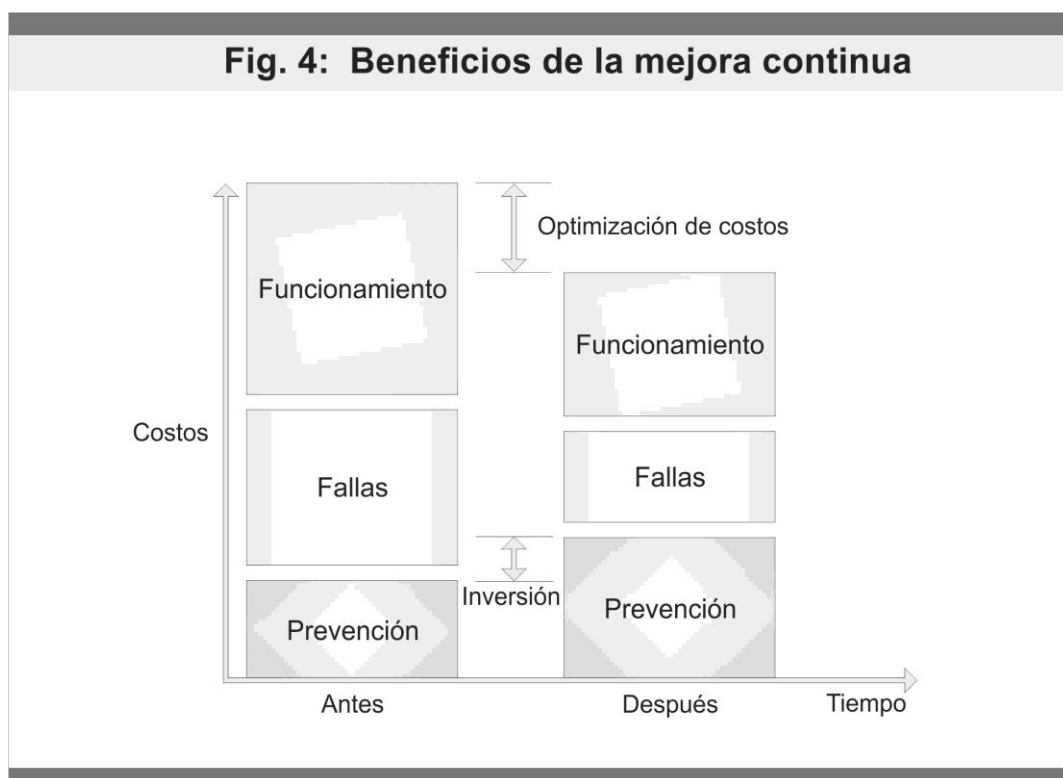 Fig. 4: Beneficios de la mejora continua
Optimización de costos
Funcionamiento
Funcionamiento
Costos
Fallas
Fallas
Inversión
Prevención
Prevención
Antes
Después
Tiempo